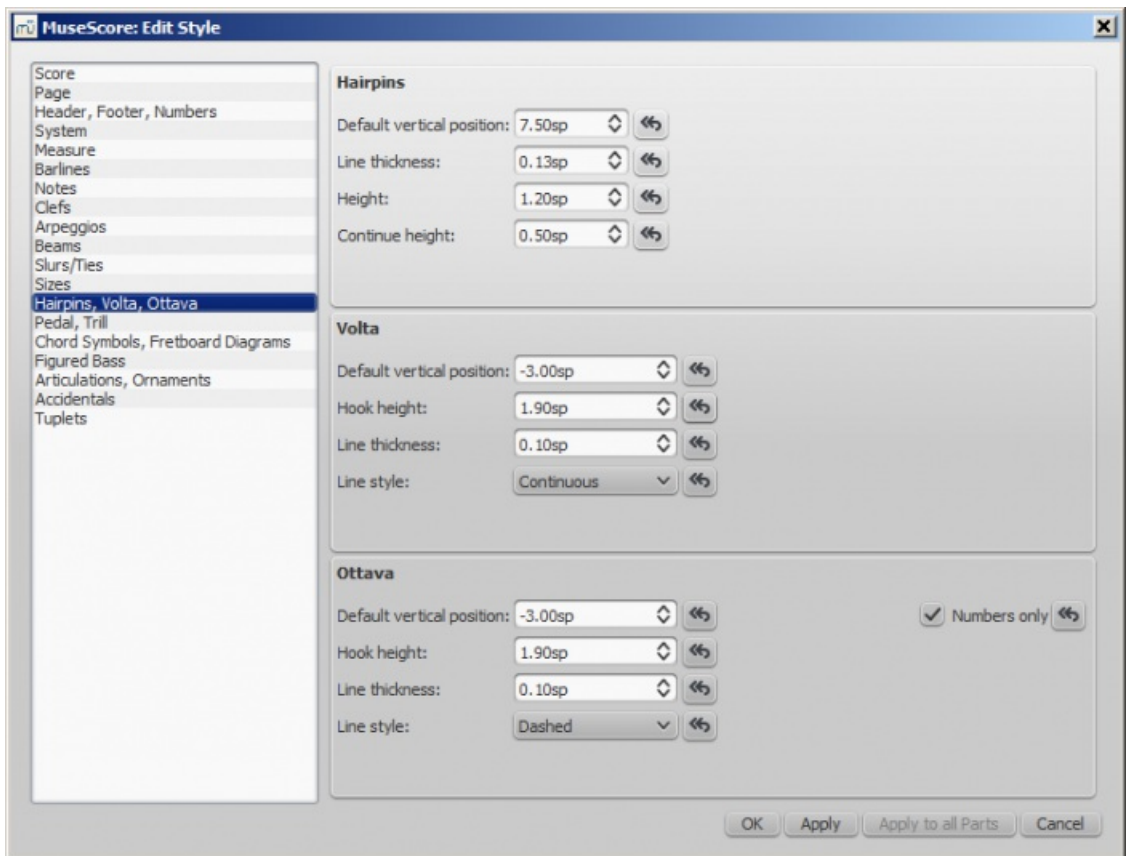 MuseScore: Edit Style
Score
Page
Header, Footer, Numbers
System
Measure
Barlines
Notes
Clefs
Arpeggios
Beams
Slurs/Ties
Sizes
Hairpins, Volta, Ottava
Pedal, Trill
Chord Symbols, Fretboard Diagrams
Figured Bass
Articulations, Ornaments
Accidentals
Tuplets
Hairpins
Default vertical position: 7.50sp
Line thickness: 0.13sp
Height: 1.20sp
Continue height: 0.50sp
Volta
Default vertical position: -3.00sp
Hook height: 1.90sp
Line thickness: 0.10sp
Line style: Continuous
Ottava
Default vertical position: -3.00sp Numbers only
Hook height: 1.90sp
Line thickness: 0.10sp
Line style: Dashed
OK Apply Apply to all Parts Cancel